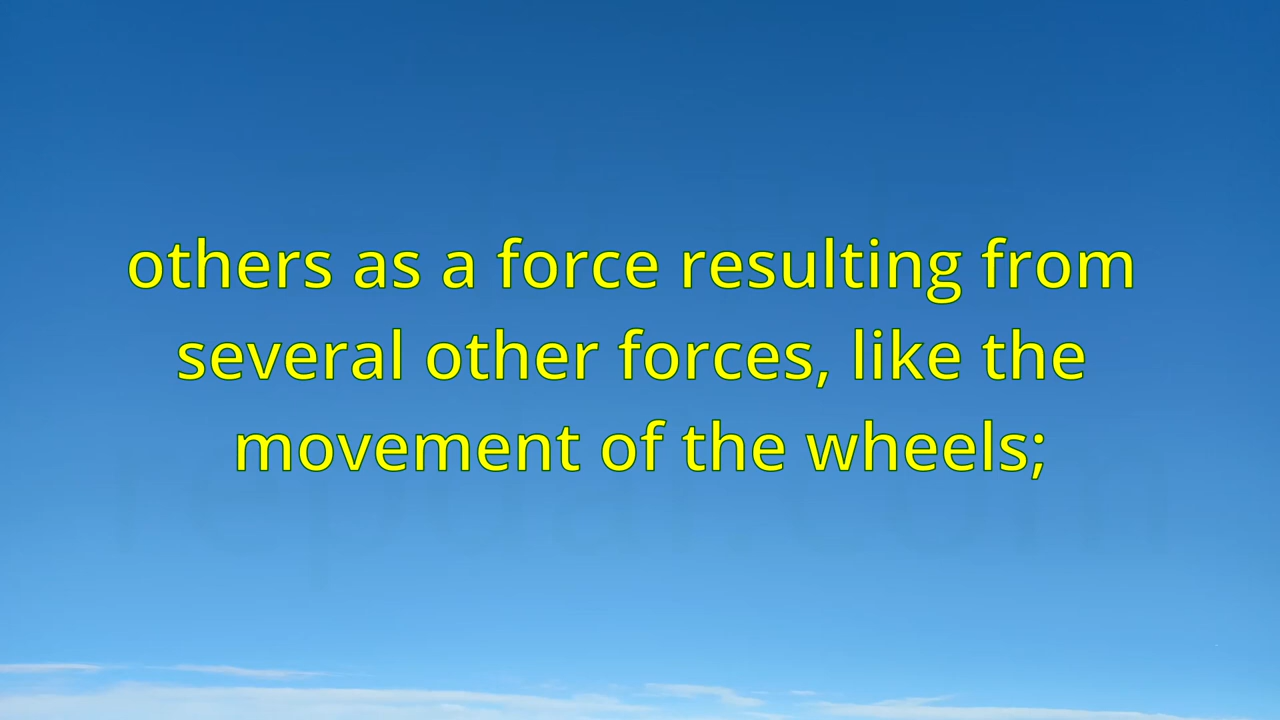 others as a force resulting from
several other forces, like the
movement of the wheels;